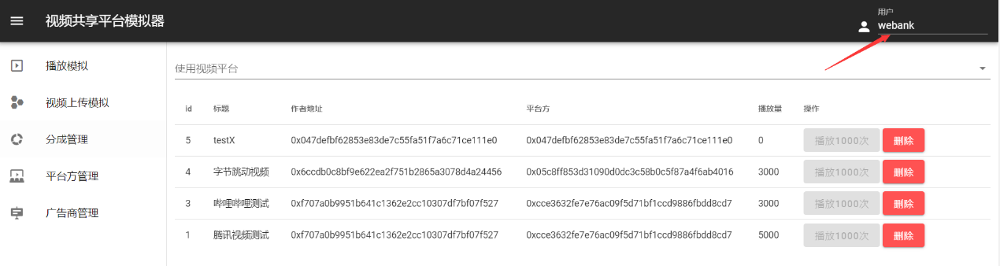 视频共享平台模拟器
用户
webank
播放模拟
视频上传模拟
分成管理
平台方管理
广告商管理
使用视频平台
id 标题 作者地址 平台方 播放量 操作
5 testX 0x047defbf62853e83de7c55fa51f7a6c71ce111e0 0x047defbf62853e83de7c55fa51f7a6c71ce111e0 0 播放1000次 删除
4 字节跳动视频 0x6ccdb0c8bf9e622ea2f751b2865a3078d4a24456 0x05c8ff853d31090d0dc3c58b0c5f87a4f6ab4016 3000 播放1000次 删除
3 哔哩哔哩测试 0xf707a0b9951b641c1362e2cc10307df7bf07f527 0xcce3632fe7e76ac09f5d71bf1ccd9886fbdd8cd7 3000 播放1000次 删除
1 腾讯视频测试 0xf707a0b9951b641c1362e2cc10307df7bf07f527 0xcce3632fe7e76ac09f5d71bf1ccd9886fbdd8cd7 5000 播放1000次 删除